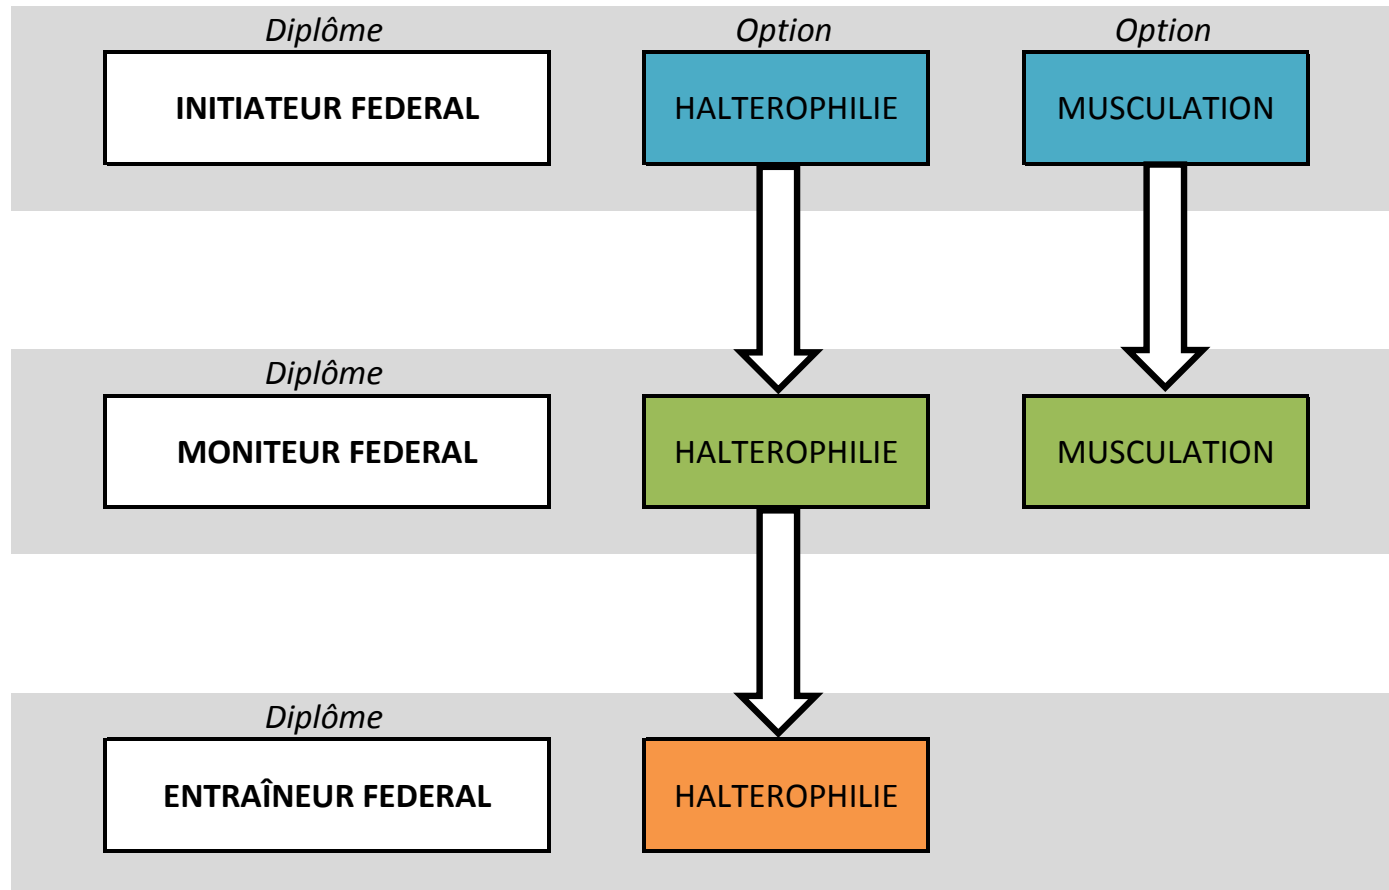 Diplôme
Option
Option
INITIATEUR FEDERAL
HALTEROPHILIE
MUSCULATION
Diplôme
MONITEUR FEDERAL
HALTEROPHILIE
MUSCULATION
Diplôme
ENTRAÎNEUR FEDERAL
HALTEROPHILIE